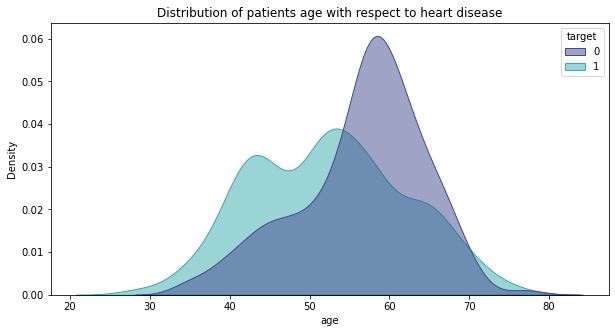 Distribution of patients age with respect to heart disease
target
0
1
Density
0.06
0.05
0.04
0.03
0.02
0.01
0.00
20 30 40 50 60 70 80
age